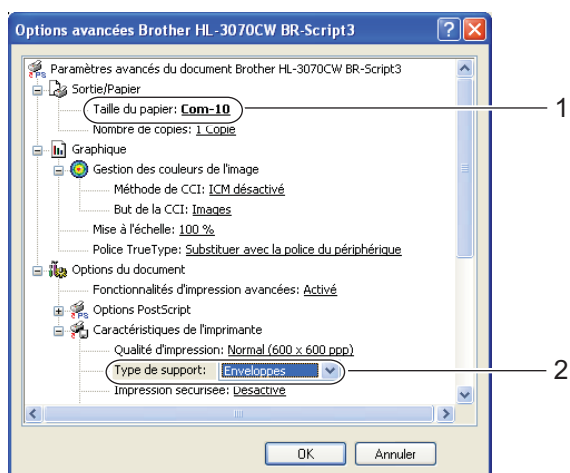 Options avancées Brother HL-3070CW BR-Script3
Paramètres avancés du document Brother HL-3070CW BR-Script3
Sortie/Papier
Taille du papier: Com-10
1
Nombre de copies: 1 Copie
Graphique
Gestion des couleurs de l'image
Méthode de CCI: ICM désactivé
But de la CCI: Images
Mise à l'échelle: 100 %
Police TrueType: Substituer avec la police du périphérique
Options du document
Fonctionnalités d'impression avancées: Activé
Options PostScript
Caractéristiques de l'imprimante
Qualité d'impression: Normal (600 x 600 ppp)
Type de support: Enveloppes
2
Impression sécurisée: Désactivé
OK
Annuler